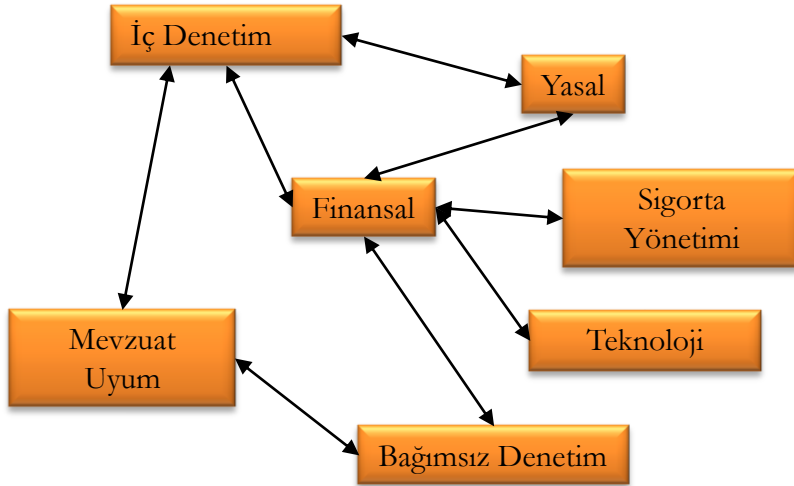 İç Denetim
Yasal
Finansal
Sigorta
Yönetimi
Mevzuat
Uyum
Teknoloji
Bağımsız Denetim